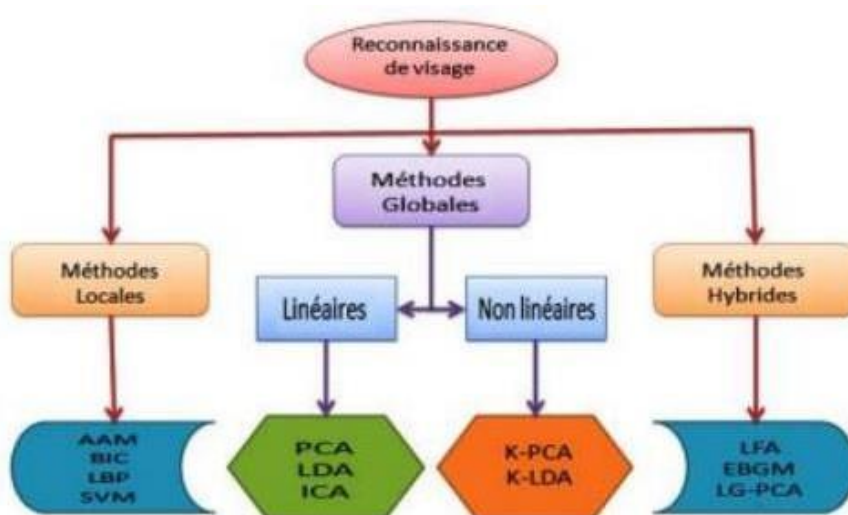 Reconnaissance
de visage
Méthodes
Globales
Méthodes
Locales
Linéaires
Non linéaires
Méthodes
Hybrides
AAM
BIC
LBP
SVM
PCA
LDA
ICA
K-PCA
K-LDA
LFA
EBGM
LG-PCA